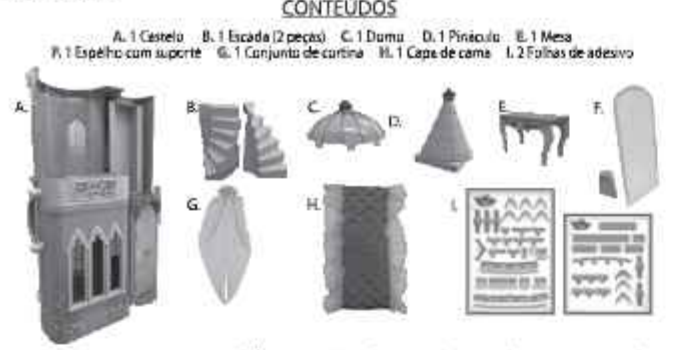 CONTEÚDOS
A. 1 Castelo B. 1 Escada (2 peças) C. 1 Domo D. 1 Pináculo E. 1 Mesa
F. 1 Espelho com suporte G. 1 Conjunto de cortina H. 1 Capa de cama I. 2 Folhas de adesivo
A. B. C. D. E. F.
G. H. I.